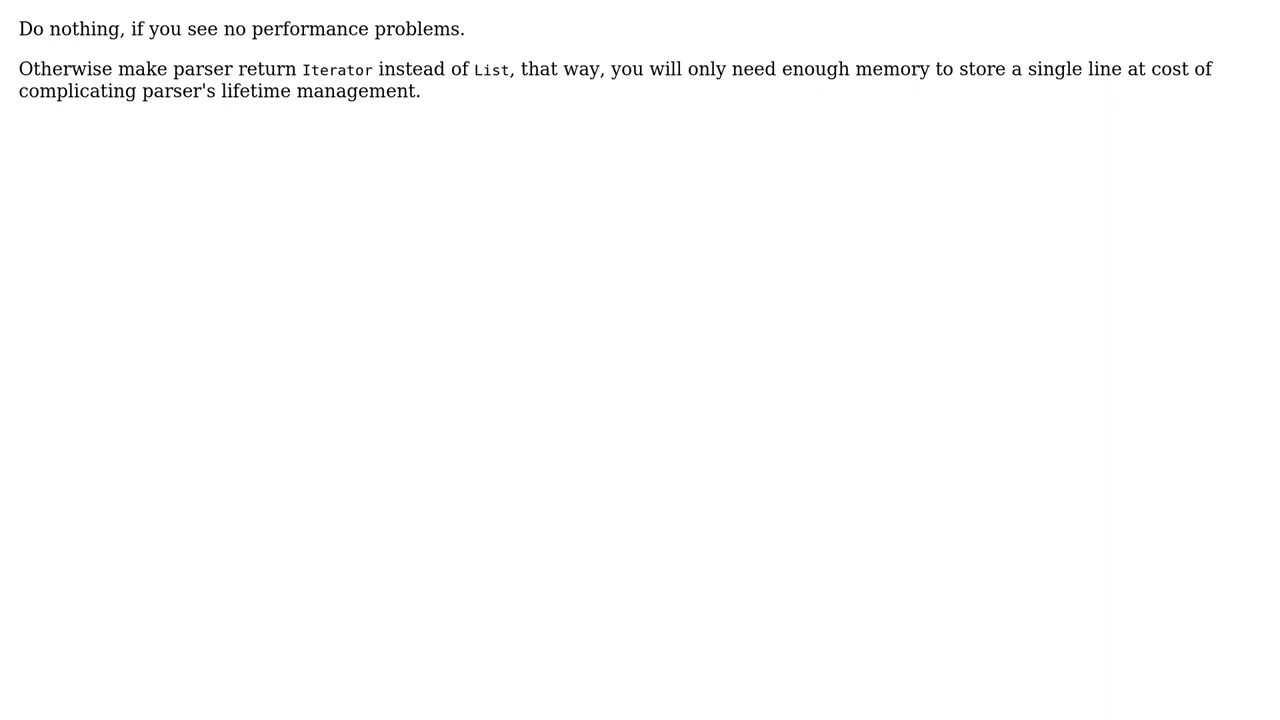 Do nothing, if you see no performance problems.
Otherwise make parser return Iterator instead of List, that way, you will only need enough memory to store a single line at cost of
complicating parser's lifetime management.